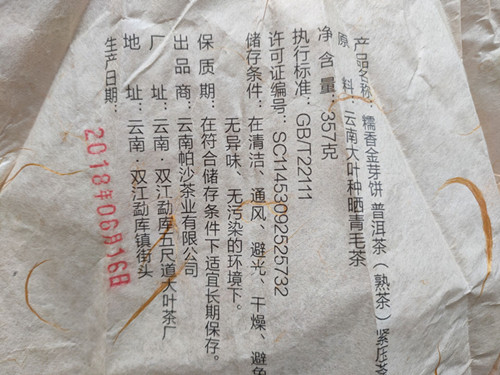 产品名称：糯香金芽饼 普洱茶（熟茶）紧压茶
原 料：云南大叶种晒青毛茶
净 含 量：357克
执行标准：GB/T22111
许可证编号：SC11453092525732
储存条件：在清洁、通风、避光、干燥、避免
无异味、无污染的环境下。
保 质 期：在符合储存条件下适宜长期保存。
出 品 商：云南帕沙茶业有限公司
厂 址：云南·双江勐库五尺道大叶茶厂
地 址：云南·双江勐库镇街头
生产日期：
2018年06月16日